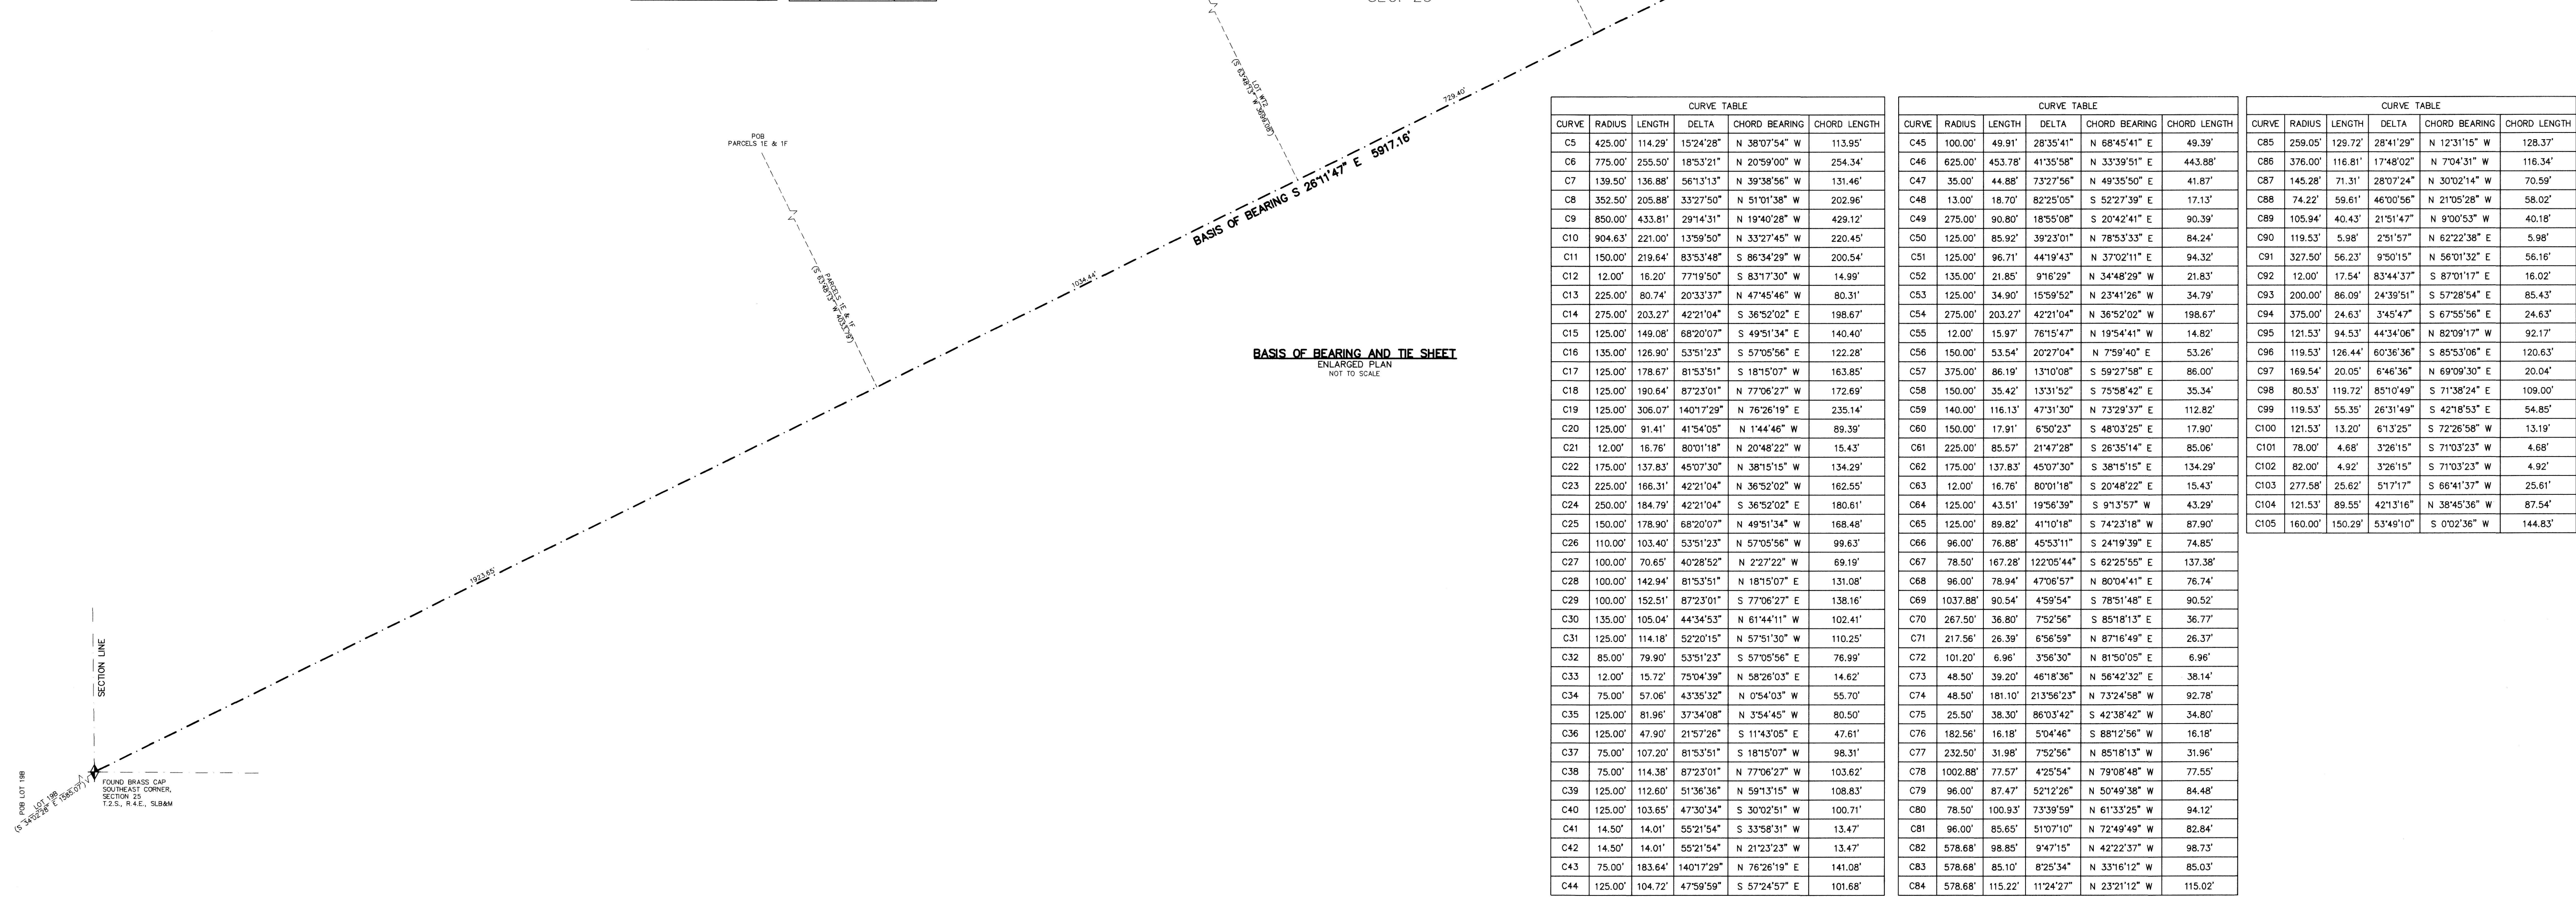 POB
PARCELS 1E & 1F
PARCELS 1E & 1F
(S 63°48'13" W 4033.79')
LOT WT2
(S 63°48'13" W 3699.08')
729.40'
BASIS OF BEARING S 26°11'47" E 5917.16'
1034.44'
1923.65'
BASIS OF BEARING AND TIE SHEET
ENLARGED PLAN
NOT TO SCALE
SECTION LINE
FOUND BRASS CAP
SOUTHEAST CORNER,
SECTION 25
T.2.S., R.4.E., SLB&M
POB LOT 19B
LOT 19B
(S 34°02'28" E 1585.07')
CURVE TABLE
CURVE RADIUS LENGTH DELTA CHORD BEARING CHORD LENGTH
C5 425.00' 114.29' 15°24'28" N 38°07'54" W 113.95'
C6 775.00' 255.50' 18°53'21" N 20°59'00" W 254.34'
C7 139.50' 136.88' 56°13'13" N 39°38'56" W 131.46'
C8 352.50' 205.88' 33°27'50" N 51°01'38" W 202.96'
C9 850.00' 433.81' 29°14'31" N 19°40'28" W 429.12'
C10 904.63' 221.00' 13°59'50" N 33°27'45" W 220.45'
C11 150.00' 219.64' 83°53'48" S 86°34'29" W 200.54'
C12 12.00' 16.20' 77°19'50" S 83°17'30" W 14.99'
C13 225.00' 80.74' 20°33'37" N 47°45'46" W 80.31'
C14 275.00' 203.27' 42°21'04" S 36°52'02" E 198.67'
C15 125.00' 149.08' 68°20'07" S 49°51'34" E 140.40'
C16 135.00' 126.90' 53°51'23" S 57°05'56" E 122.28'
C17 125.00' 178.67' 81°53'51" S 18°15'07" W 163.85'
C18 125.00' 190.64' 87°23'01" N 77°06'27" W 172.69'
C19 125.00' 306.07' 140°17'29" N 76°26'19" E 235.14'
C20 125.00' 91.41' 41°54'05" N 1°44'46" W 89.39'
C21 12.00' 16.76' 80°01'18" N 20°48'22" W 15.43'
C22 175.00' 137.83' 45°07'30" N 38°15'15" W 134.29'
C23 225.00' 166.31' 42°21'04" N 36°52'02" W 162.55'
C24 250.00' 184.79' 42°21'04" S 36°52'02" E 180.61'
C25 150.00' 178.90' 68°20'07" N 49°51'34" W 168.48'
C26 110.00' 103.40' 53°51'23" N 57°05'56" W 99.63'
C27 100.00' 70.65' 40°28'52" N 2°27'22" W 69.19'
C28 100.00' 142.94' 81°53'51" N 18°15'07" E 131.08'
C29 100.00' 152.51' 87°23'01" S 77°06'27" E 138.16'
C30 135.00' 105.04' 44°34'53" N 61°44'11" W 102.41'
C31 125.00' 114.18' 52°20'15" N 57°51'30" W 110.25'
C32 85.00' 79.90' 53°51'23" S 57°05'56" E 76.99'
C33 12.00' 15.72' 75°04'39" N 58°26'03" E 14.62'
C34 75.00' 57.06' 43°35'32" N 0°54'03" W 55.70'
C35 125.00' 81.96' 37°34'08" N 3°54'45" W 80.50'
C36 125.00' 47.90' 21°57'26" S 11°43'05" E 47.61'
C37 75.00' 107.20' 81°53'51" S 18°15'07" W 98.31'
C38 75.00' 114.38' 87°23'01" N 77°06'27" W 103.62'
C39 125.00' 112.60' 51°36'36" N 59°13'15" W 108.83'
C40 125.00' 103.65' 47°30'34" S 30°02'51" W 100.71'
C41 14.50' 14.01' 55°21'54" S 33°58'31" W 13.47'
C42 14.50' 14.01' 55°21'54" N 21°23'23" W 13.47'
C43 75.00' 183.64' 140°17'29" N 76°26'19" E 141.08'
C44 125.00' 104.72' 47°59'59" S 57°24'57" E 101.68'
CURVE TABLE
CURVE RADIUS LENGTH DELTA CHORD BEARING CHORD LENGTH
C45 100.00' 49.91' 28°35'41" N 68°45'41" E 49.39'
C46 625.00' 453.78' 41°35'58" N 33°39'51" E 443.88'
C47 35.00' 44.88' 73°27'56" N 49°35'50" E 41.87'
C48 13.00' 18.70' 82°25'05" S 52°27'39" E 17.13'
C49 275.00' 90.80' 18°55'08" S 20°42'41" E 90.39'
C50 125.00' 85.92' 39°23'01" N 78°53'33" E 84.24'
C51 125.00' 96.71' 44°19'43" N 37°02'11" E 94.32'
C52 135.00' 21.85' 9°16'29" N 34°48'29" W 21.83'
C53 125.00' 34.90' 15°59'52" N 23°41'26" W 34.79'
C54 275.00' 203.27' 42°21'04" N 36°52'02" W 198.67'
C55 12.00' 15.97' 76°15'47" N 19°54'41" W 14.82'
C56 150.00' 53.54' 20°27'04" N 7°59'40" E 53.26'
C57 375.00' 86.19' 13°10'08" S 59°27'58" E 86.00'
C58 150.00' 35.42' 13°31'52" S 75°58'42" E 35.34'
C59 140.00' 116.13' 47°31'30" N 73°29'37" E 112.82'
C60 150.00' 17.91' 6°50'23" S 48°03'25" E 17.90'
C61 225.00' 85.57' 21°47'28" S 26°35'14" E 85.06'
C62 175.00' 137.83' 45°07'30" S 38°15'15" E 134.29'
C63 12.00' 16.76' 80°01'18" S 20°48'22" E 15.43'
C64 125.00' 43.51' 19°56'39" S 9°13'57" W 43.29'
C65 125.00' 89.82' 41°10'18" S 74°23'18" W 87.90'
C66 96.00' 76.88' 45°53'11" S 24°19'39" E 74.85'
C67 78.50' 167.28' 122°05'44" S 62°25'55" E 137.38'
C68 96.00' 78.94' 47°06'57" N 80°04'41" E 76.74'
C69 1037.88' 90.54' 4°59'54" S 78°51'48" E 90.52'
C70 267.50' 36.80' 7°52'56" S 85°18'13" E 36.77'
C71 217.56' 26.39' 6°56'59" N 87°16'49" E 26.37'
C72 101.20' 6.96' 3°56'30" N 81°50'05" E 6.96'
C73 48.50' 39.20' 46°18'36" N 56°42'32" E 38.14'
C74 48.50' 181.10' 213°56'23" N 73°24'58" W 92.78'
C75 25.50' 38.30' 86°03'42" S 42°38'42" W 34.80'
C76 182.56' 16.18' 5°04'46" S 88°12'56" W 16.18'
C77 232.50' 31.98' 7°52'56" N 85°18'13" W 31.96'
C78 1002.88' 77.57' 4°25'54" N 79°08'48" W 77.55'
C79 96.00' 87.47' 52°12'26" N 50°49'38" W 84.48'
C80 78.50' 100.93' 73°39'59" N 61°33'25" W 94.12'
C81 96.00' 85.65' 51°07'10" N 72°49'49" W 82.84'
C82 578.68' 98.85' 9°47'15" N 42°22'37" W 98.73'
C83 578.68' 85.10' 8°25'34" N 33°16'12" W 85.03'
C84 578.68' 115.22' 11°24'27" N 23°21'12" W 115.02'
CURVE TABLE
CURVE RADIUS LENGTH DELTA CHORD BEARING CHORD LENGTH
C85 259.05' 129.72' 28°41'29" N 12°31'15" W 128.37'
C86 376.00' 116.81' 17°48'02" N 7°04'31" W 116.34'
C87 145.28' 71.31' 28°07'24" N 30°02'14" W 70.59'
C88 74.22' 59.61' 46°00'56" N 21°05'28" W 58.02'
C89 105.94' 40.43' 21°51'47" N 9°00'53" W 40.18'
C90 119.53' 5.98' 2°51'57" N 62°22'38" E 5.98'
C91 327.50' 56.23' 9°50'15" N 56°01'32" E 56.16'
C92 12.00' 17.54' 83°44'37" S 87°01'17" E 16.02'
C93 200.00' 86.09' 24°39'51" S 57°28'54" E 85.43'
C94 375.00' 24.63' 3°45'47" S 67°55'56" E 24.63'
C95 121.53' 94.53' 44°34'06" N 82°09'17" W 92.17'
C96 119.53' 126.44' 60°36'36" S 85°53'06" E 120.63'
C97 169.54' 20.05' 6°46'36" N 69°09'30" E 20.04'
C98 80.53' 119.72' 85°10'49" S 71°38'24" E 109.00'
C99 119.53' 55.35' 26°31'49" S 42°18'53" E 54.85'
C100 121.53' 13.20' 6°13'25" S 72°26'58" W 13.19'
C101 78.00' 4.68' 3°26'15" S 71°03'23" W 4.68'
C102 82.00' 4.92' 3°26'15" S 71°03'23" W 4.92'
C103 277.58' 25.62' 5°17'17" S 66°41'37" W 25.61'
C104 121.53' 89.55' 42°13'16" N 38°45'36" W 87.54'
C105 160.00' 150.29' 53°49'10" S 0°02'36" W 144.83'